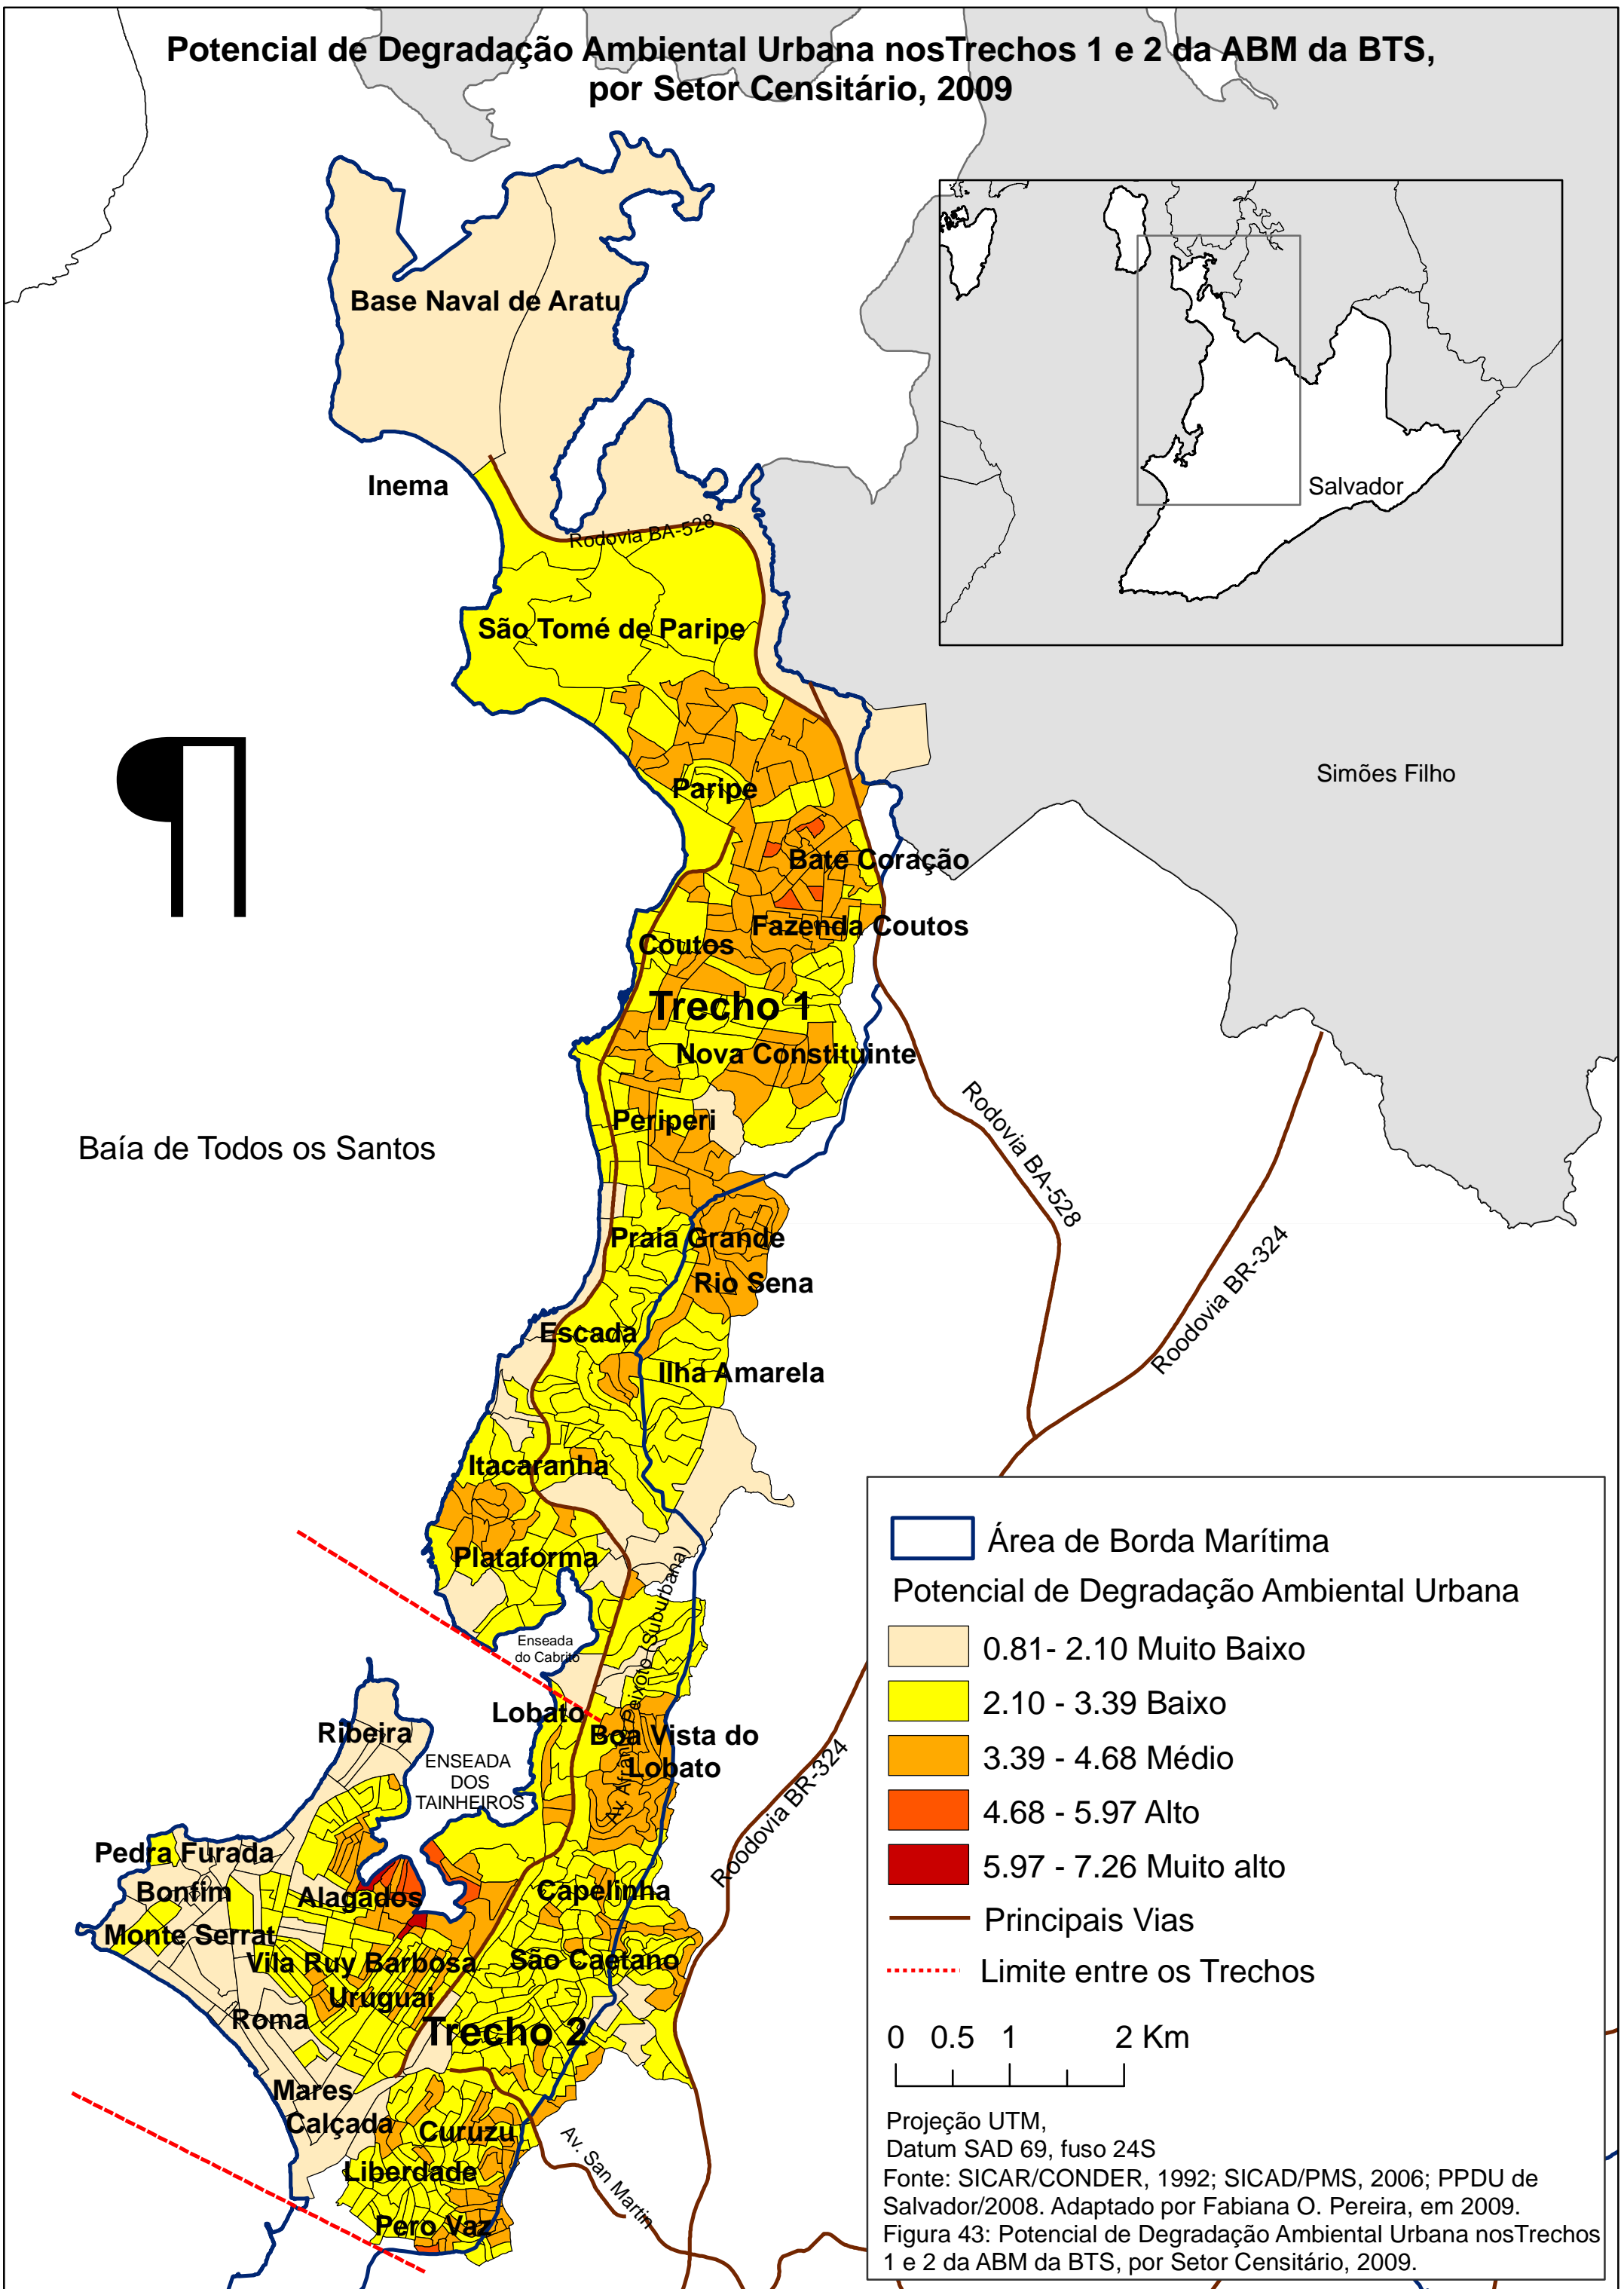 Potencial de Degradação Ambiental Urbana nosTrechos 1 e 2 da ABM da BTS,
por Setor Censitário, 2009
Base Naval de Aratu
Inema
Rodovia BA-528
São Tomé de Paripe
Salvador
Simões Filho
¶
Paripe
Bate Coração
Fazenda Coutos
Coutos
Trecho 1
Nova Constituinte
Periperi
Baía de Todos os Santos
Rodovia BA-528
Praia Grande
Rio Sena
Roodovia BR-324
Escada
Ilha Amarela
Itacaranha
Plataforma
Enseada
do Cabrito
Av. Afrânio Peixoto (Suburbana)
Lobato
Boa Vista do
Lobato
Ribeira
ENSEADA
DOS
TAINHEIROS
Roodovia BR-324
Pedra Furada
Bonfim
Alagados
Capelinha
Monte Serrat
Vila Ruy Barbosa
São Caetano
Uruguai
Roma
Trecho 2
Mares
Calçada
Curuzu
Av. San Martin
Liberdade
Pero Vaz
Área de Borda Marítima
Potencial de Degradação Ambiental Urbana
0.81- 2.10 Muito Baixo
2.10 - 3.39 Baixo
3.39 - 4.68 Médio
4.68 - 5.97 Alto
5.97 - 7.26 Muito alto
Principais Vias
Limite entre os Trechos
0 0.5 1 2 Km
Projeção UTM,
Datum SAD 69, fuso 24S
Fonte: SICAR/CONDER, 1992; SICAD/PMS, 2006; PPDU de
Salvador/2008. Adaptado por Fabiana O. Pereira, em 2009.
Figura 43: Potencial de Degradação Ambiental Urbana nosTrechos
1 e 2 da ABM da BTS, por Setor Censitário, 2009.